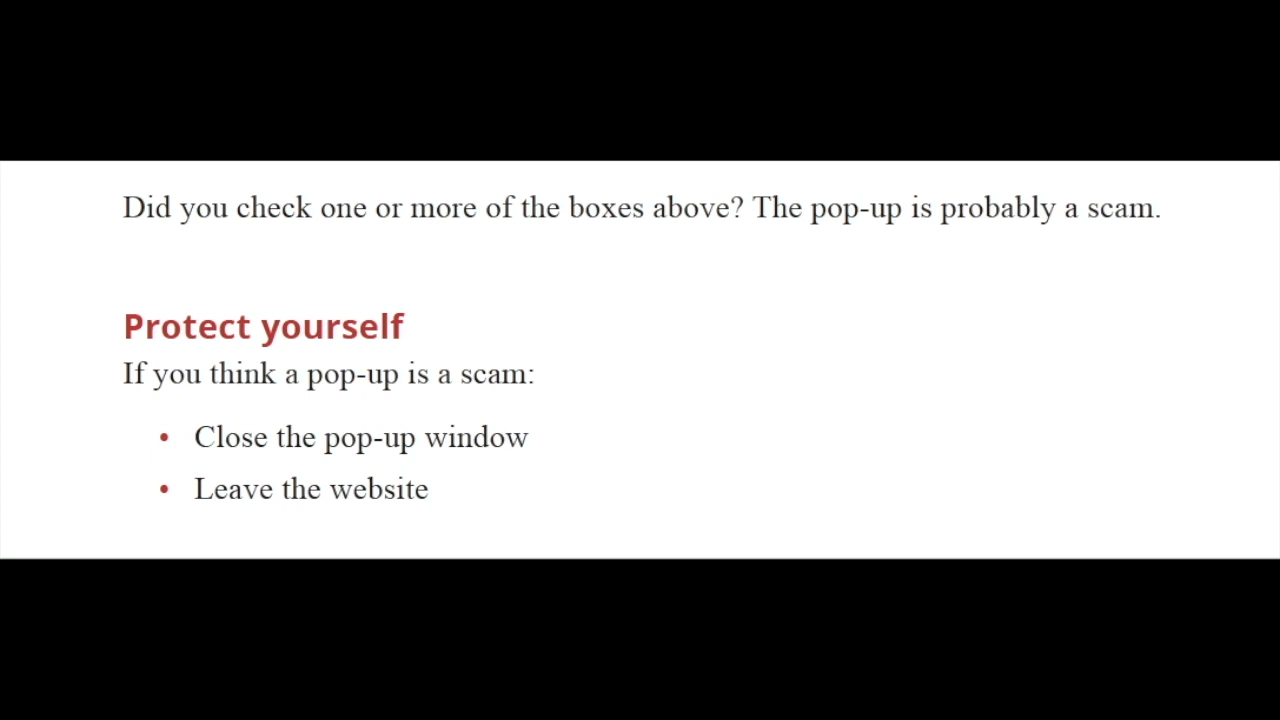 Did you check one or more of the boxes above? The pop-up is probably a scam.
Protect yourself
If you think a pop-up is a scam:
• Close the pop-up window
• Leave the website